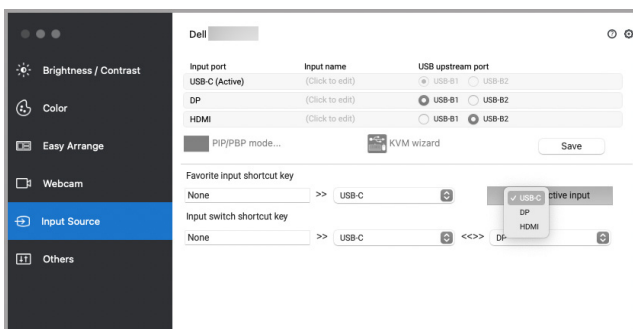 Dell
Input port Input name USB upstream port
Brightness / Contrast
USB-C (Active) (Click to edit) USB-B1 USB-B2
DP (Click to edit) USB-B1 USB-B2
Color
HDMI (Click to edit) USB-B1 USB-B2
Easy Arrange
PIP/PBP mode... KVM wizard Save
Favorite input shortcut key
Webcam
None >> USB-C USB-C ctive input
DP
Input Source
Input switch shortcut key
HDMI
None >> USB-C <<>> DP
Others